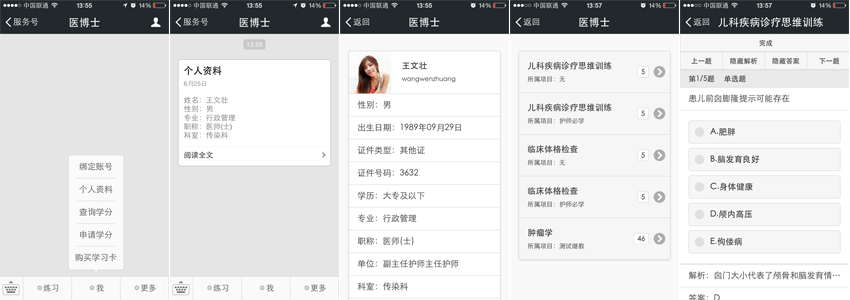 中国联通
13:55
14%
服务号
医博士
绑定账号
个人资料
查询学分
申请学分
购买学习卡
练习
我
更多
中国联通
13:55
14%
服务号
医博士
13:55
个人资料
6月25日
姓名：王文壮
性别：男
专业：行政管理
职称：医师(士)
科室：传染科
阅读全文
练习
我
更多
中国联通
13:55
14%
返回
医博士
王文壮
wangwenzhuang
性别：男
出生日期：1989年09月29日
证件类型：其他证
证件号码：3632
学历：大专及以下
专业：行政管理
职称：医师(士)
单位：副主任护师主任护师
科室：传染科
中国联通
13:57
14%
返回
医博士
儿科疾病诊疗思维训练
5
所属项目：无
儿科疾病诊疗思维训练
5
所属项目：护师必学
临床体格检查
5
所属项目：无
临床体格检查
5
所属项目：护师必学
肿瘤学
46
所属项目：测试继教
中国联通
13:57
14%
返回
儿科疾病诊疗思维训练
完成
上一题
隐藏解析
隐藏答案
下一题
第1/5题 单选题
患儿前囟膨隆提示可能存在
A.肥胖
B.脑发育良好
C.身体健康
D.颅内高压
E.佝偻病
解析：囟门大小代表了颅骨和脑发育情…
答案：D